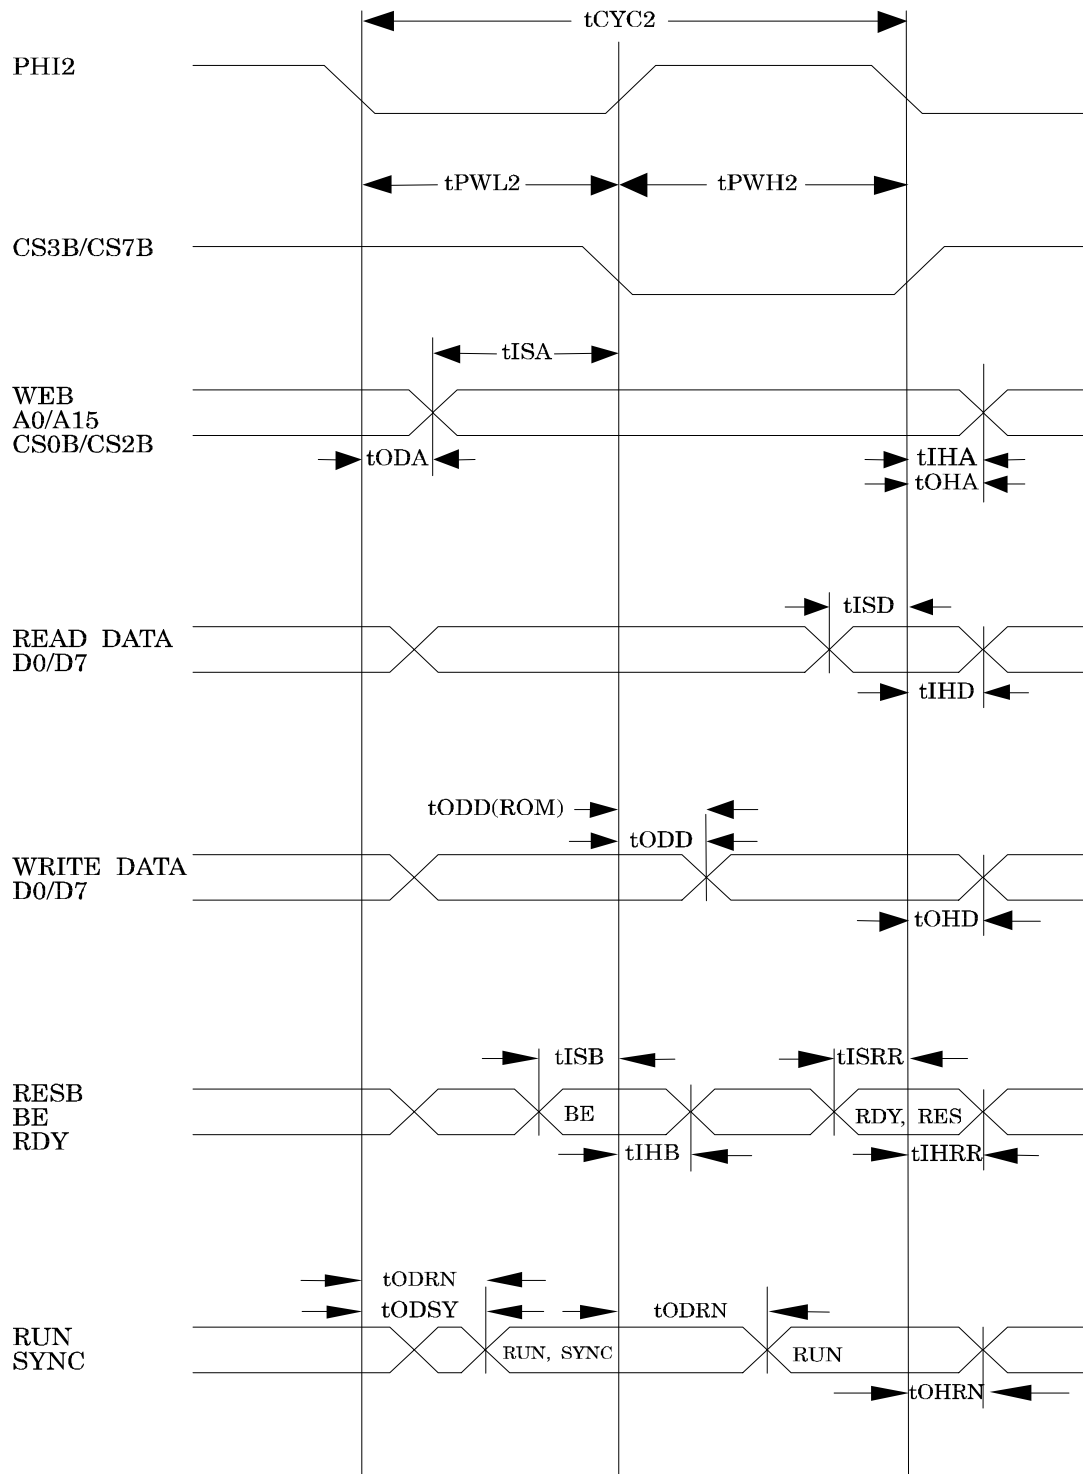 tCYC2
PHI2
tPWL2
tPWH2
CS3B/CS7B
tISA
WEB
A0/A15
CS0B/CS2B
tODA
tIHA
tOHA
tISD
READ DATA
D0/D7
tIHD
tODD(ROM)
tODD
WRITE DATA
D0/D7
tOHD
tISB
tISRR
RESB
BE
RDY
BE
RDY, RES
tIHB
tIHRR
tODRN
tODSY
tODRN
RUN
SYNC
RUN, SYNC
RUN
tOHRN